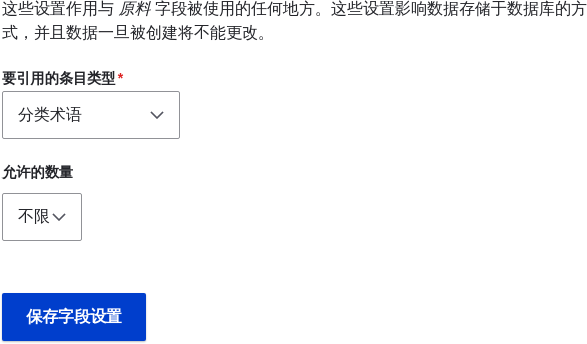 这些设置作用与 原料 字段被使用的任何地方。这些设置影响数据存储于数据库的方
式，并且数据一旦被创建将不能更改。
要引用的条目类型*
分类术语
允许的数量
不限
保存字段设置